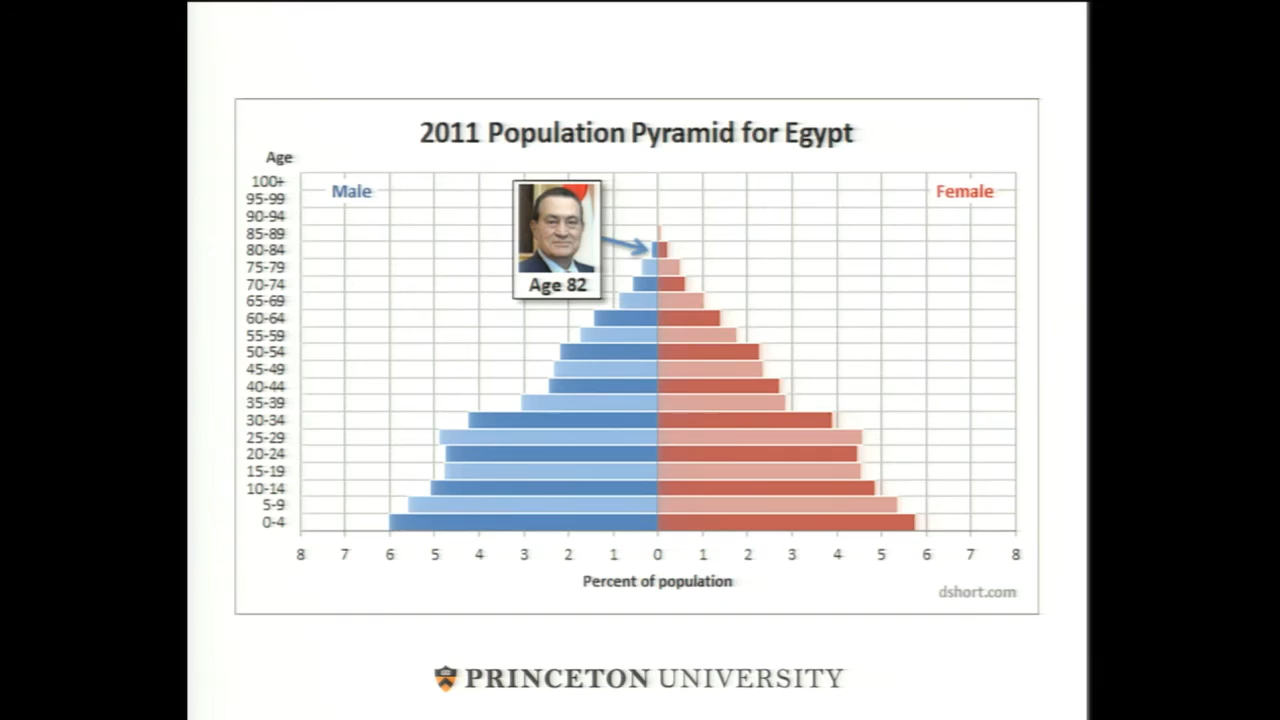 2011 Population Pyramid for Egypt
Age
100+
95-99
90-94
85-89
80-84
75-79
70-74
65-69
60-64
55-59
50-54
45-49
40-44
35-39
30-34
25-29
20-24
15-19
10-14
5-9
0-4
Male
Female
Age 82
8 7 6 5 4 3 2 1 0 1 2 3 4 5 6 7 8
Percent of population
dshort.com
PRINCETON UNIVERSITY